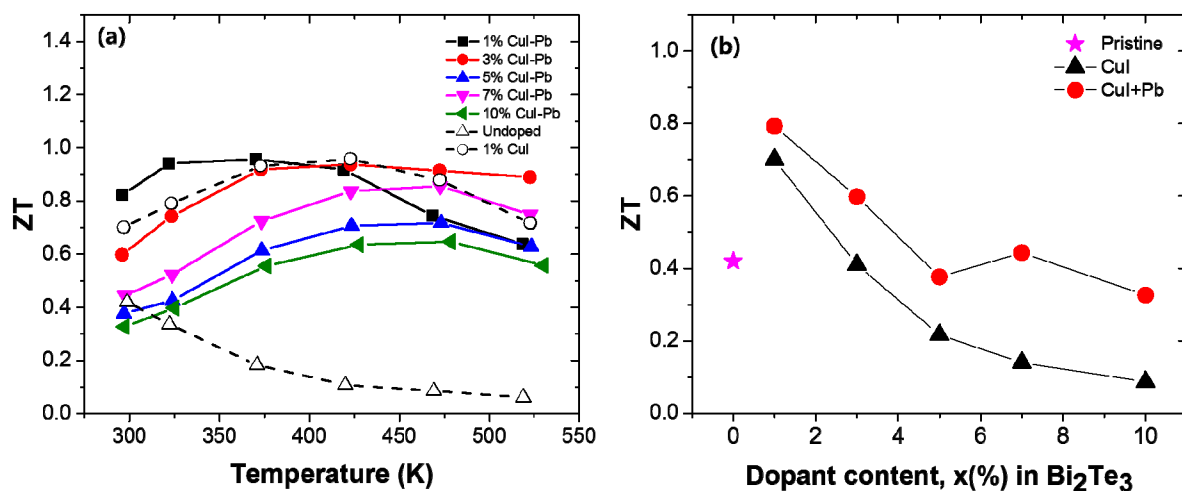 (a)
1.4
1.2
1.0
0.8
0.6
0.4
0.2
0.0
ZT
300
350
400
450
500
550
Temperature (K)
1% CuI-Pb
3% CuI-Pb
5% CuI-Pb
7% CuI-Pb
10% CuI-Pb
Undoped
1% CuI
(b)
1.0
0.8
0.6
0.4
0.2
0.0
ZT
0
2
4
6
8
10
Dopant content, x(%) in Bi2Te3
Pristine
CuI
CuI+Pb